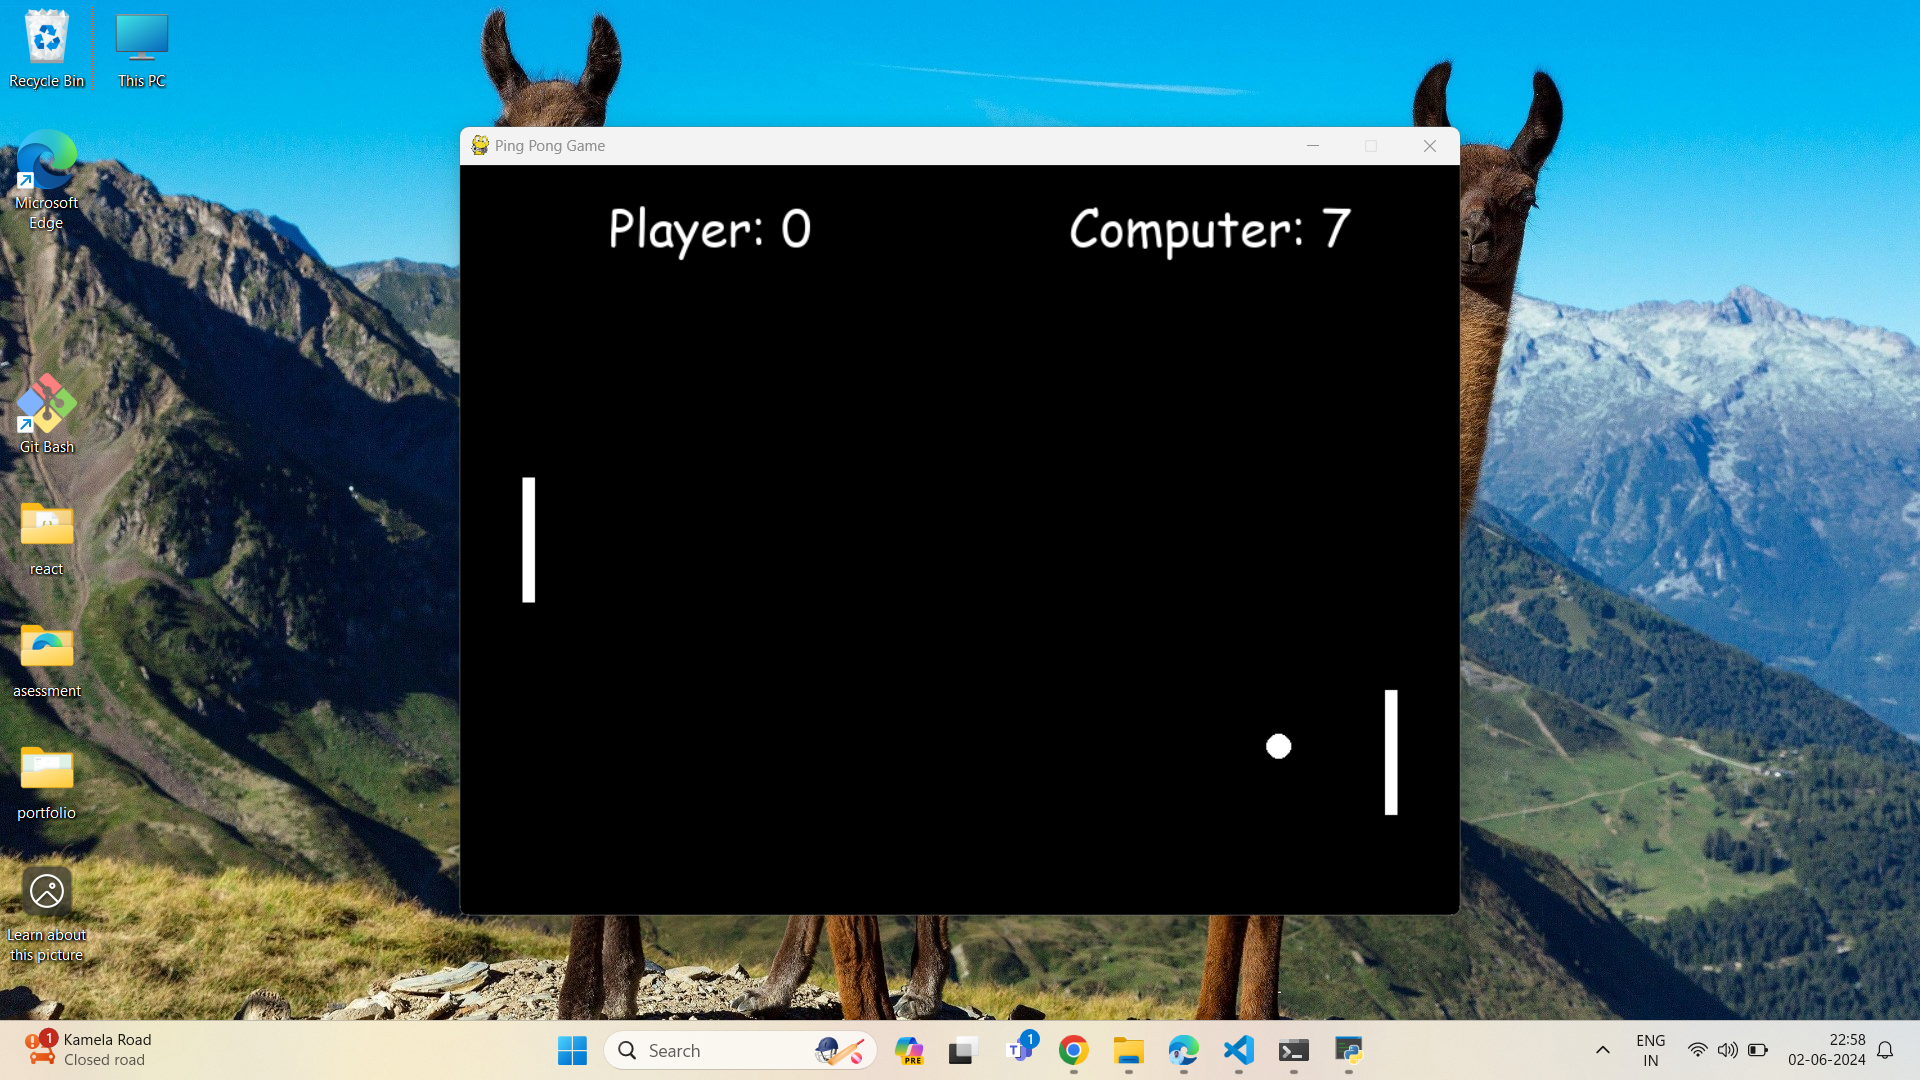 Recycle Bin
This PC
Microsoft
Edge
Git Bash
react
asessment
portfolio
Learn about
this picture
Ping Pong Game
Player: 0
Computer: 7
1
Kamela Road
Closed road
Search
PRE
T
1
ENG
IN
22:58
02-06-2024